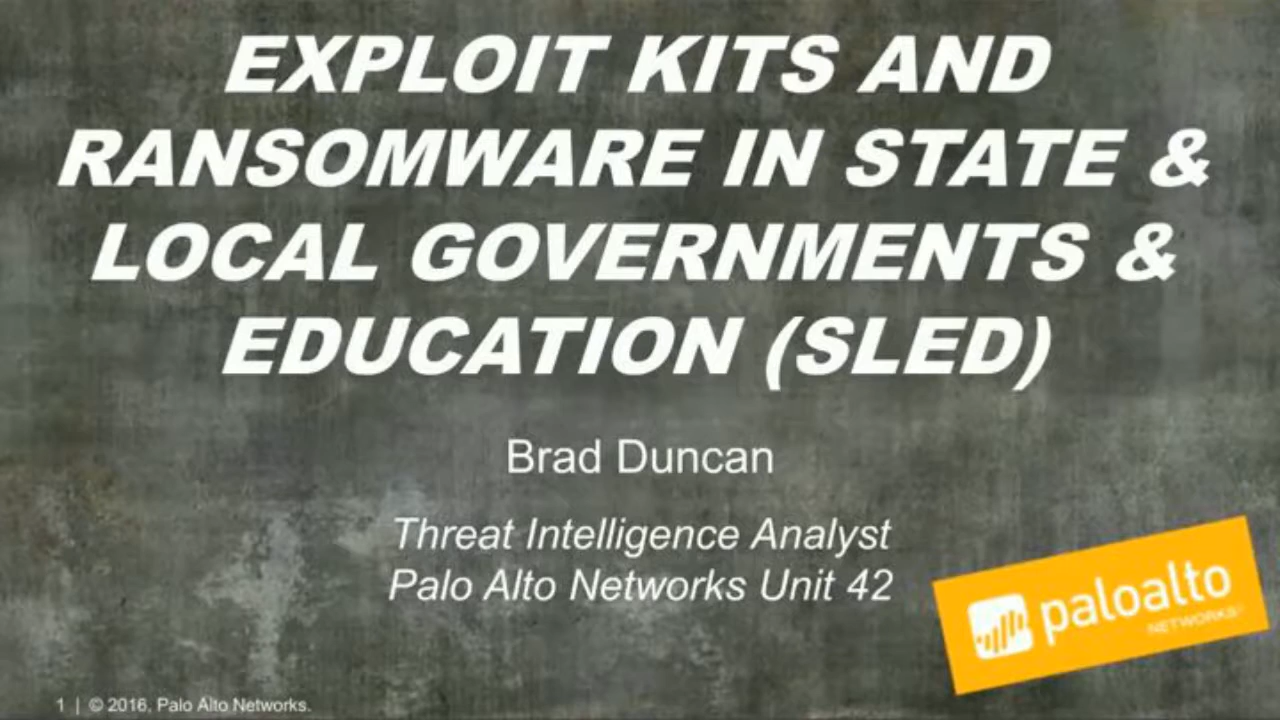 EXPLOIT KITS AND
RANSOMWARE IN STATE &
LOCAL GOVERNMENTS &
EDUCATION (SLED)
Brad Duncan
Threat Intelligence Analyst
Palo Alto Networks Unit 42
paloalto
NETWORKS
1 | © 2016, Palo Alto Networks.